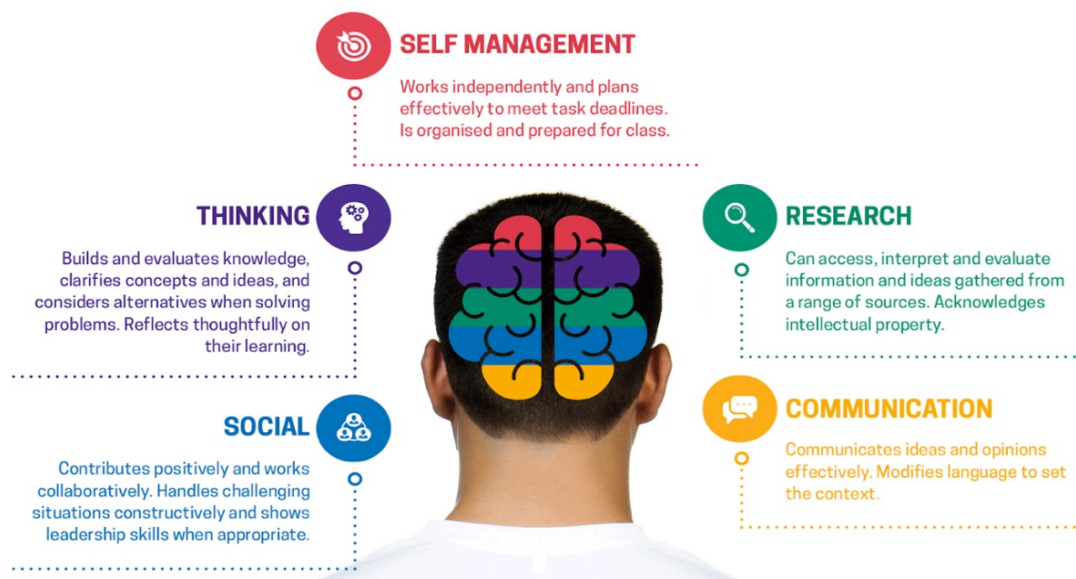 SELF MANAGEMENT
Works independently and plans
effectively to meet task deadlines.
Is organised and prepared for class.
THINKING
Builds and evaluates knowledge,
clarifies concepts and ideas, and
considers alternatives when solving
problems. Reflects thoughtfully on
their learning.
RESEARCH
Can access, interpret and evaluate
information and ideas gathered from
a range of sources. Acknowledges
intellectual property.
SOCIAL
Contributes positively and works
collaboratively. Handles challenging
situations constructively and shows
leadership skills when appropriate.
COMMUNICATION
Communicates ideas and opinions
effectively. Modifies language to set
the context.